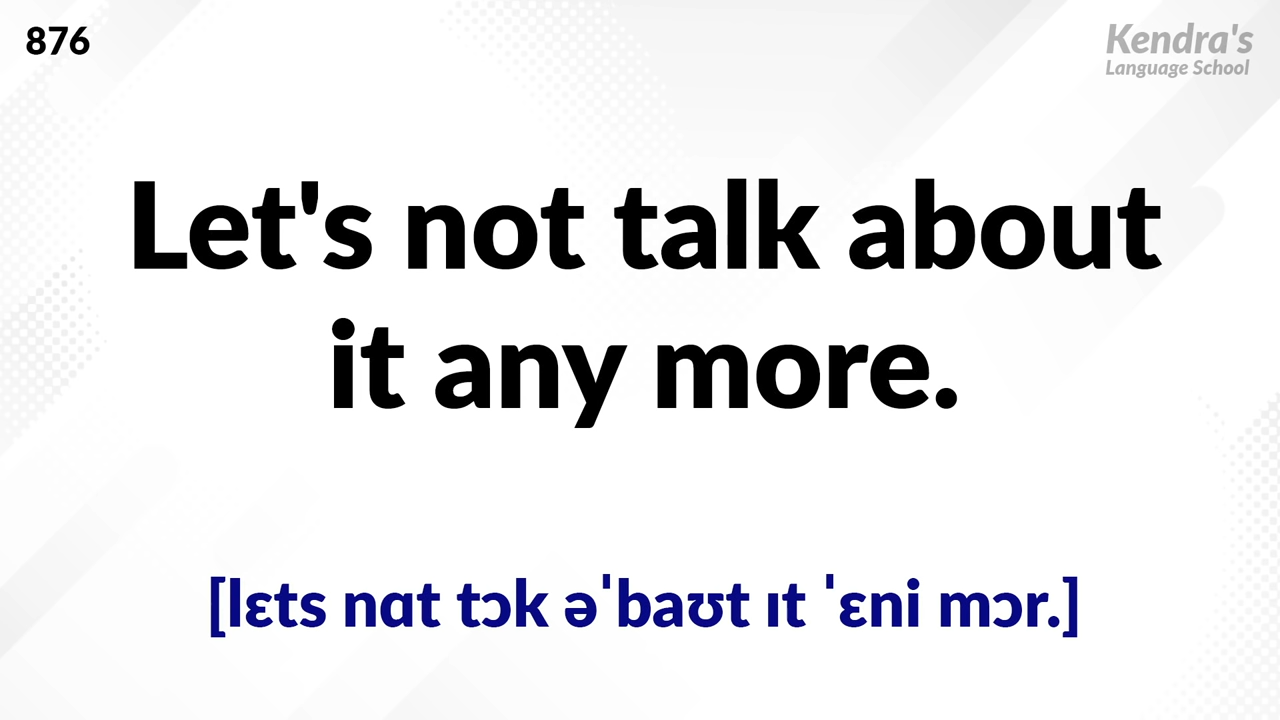 876
Kendra's
Language School
Let's not talk about
it any more.
[lɛts nɑt tɔk əˈbaʊt ɪt ˈɛni mɔr.]